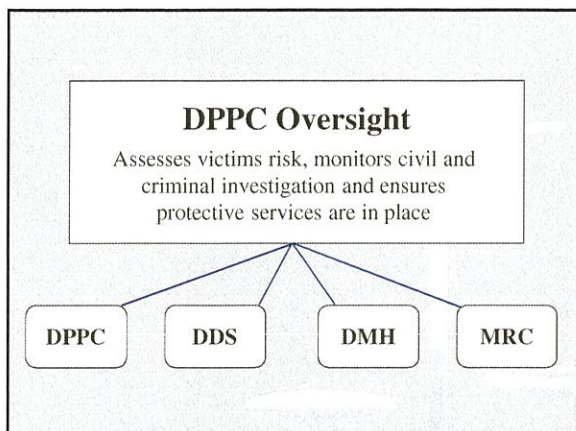 DPPC Oversight
Assesses victims risk, monitors civil and
criminal investigation and ensures
protective services are in place
DPPC DDS DMH MRC